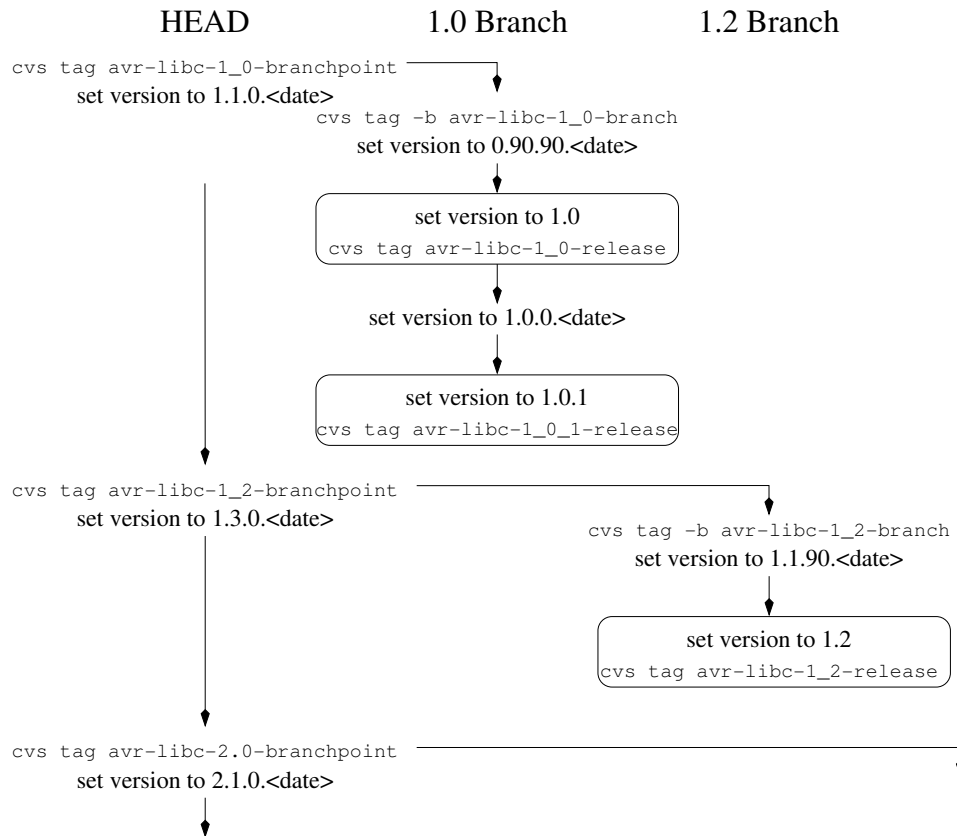 HEAD
1.0 Branch
1.2 Branch
cvs tag avr-libc-1_0-branchpoint
set version to 1.1.0.<date>
cvs tag -b avr-libc-1_0-branch
set version to 0.90.90.<date>
set version to 1.0
cvs tag avr-libc-1_0-release
set version to 1.0.0.<date>
set version to 1.0.1
cvs tag avr-libc-1_0_1-release
cvs tag avr-libc-1_2-branchpoint
set version to 1.3.0.<date>
cvs tag -b avr-libc-1_2-branch
set version to 1.1.90.<date>
set version to 1.2
cvs tag avr-libc-1_2-release
cvs tag avr-libc-2.0-branchpoint
set version to 2.1.0.<date>